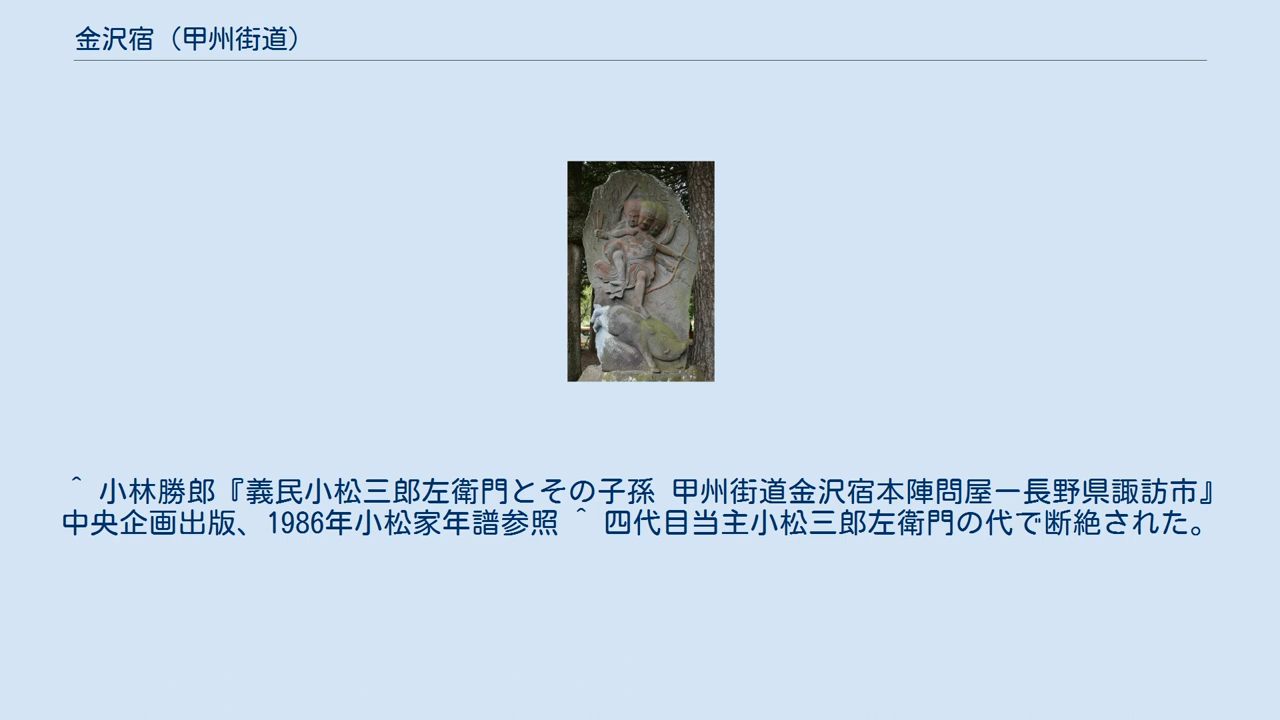 金沢宿（甲州街道）
^ 小林勝郎『義民小松三郎左衛門とその子孫 甲州街道金沢宿本陣問屋ー長野県諏訪市』
中央企画出版、1986年小松家年譜参照 ^ 四代目当主小松三郎左衛門の代で断絶された。